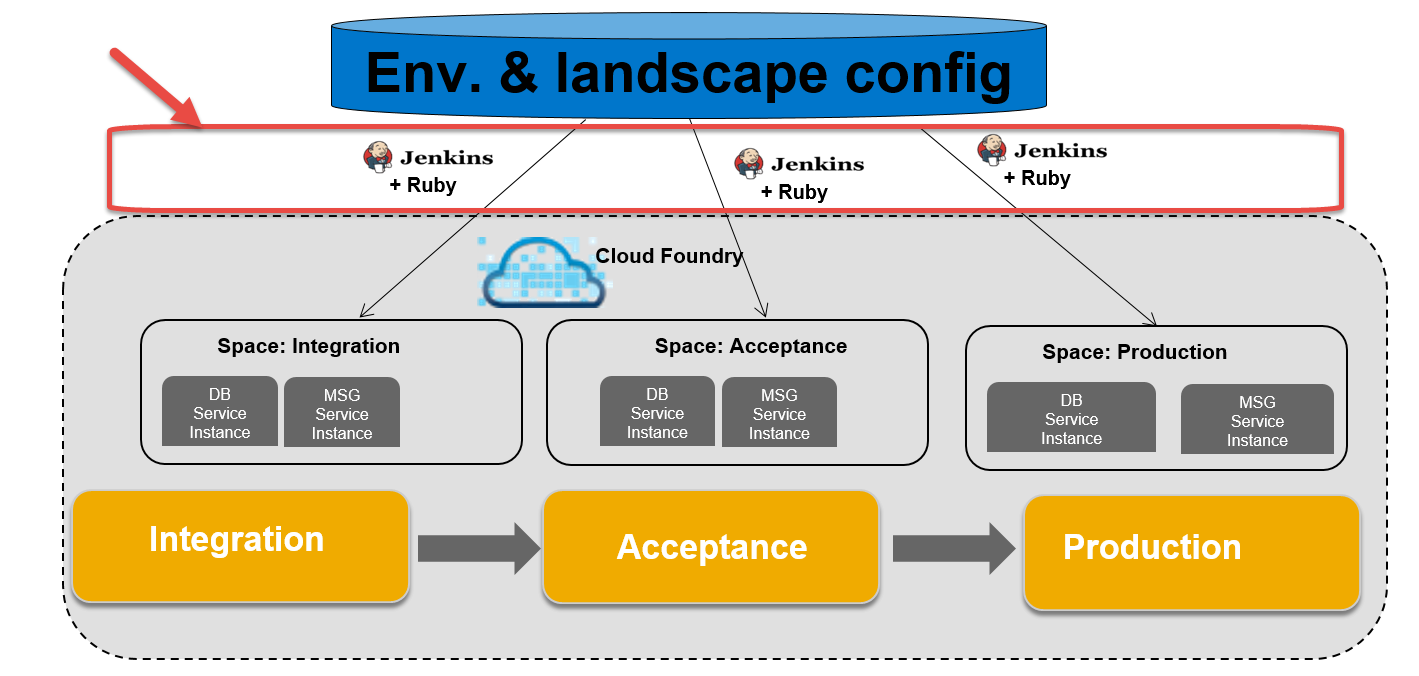 Env. & landscape config
Jenkins
+ Ruby
Jenkins
+ Ruby
Jenkins
+ Ruby
Cloud Foundry
Space: Integration
DB
Service
Instance
MSG
Service
Instance
Space: Acceptance
DB
Service
Instance
MSG
Service
Instance
Space: Production
DB
Service
Instance
MSG
Service
Instance
Integration
Acceptance
Production